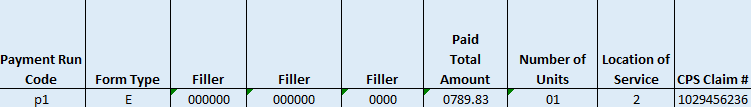 Payment Run Code Form Type Filler Filler Filler Paid Total Amount Number of Units Location of Service CPS Claim #
p1 E 000000 000000 0000 0789.83 01 2 1029456236